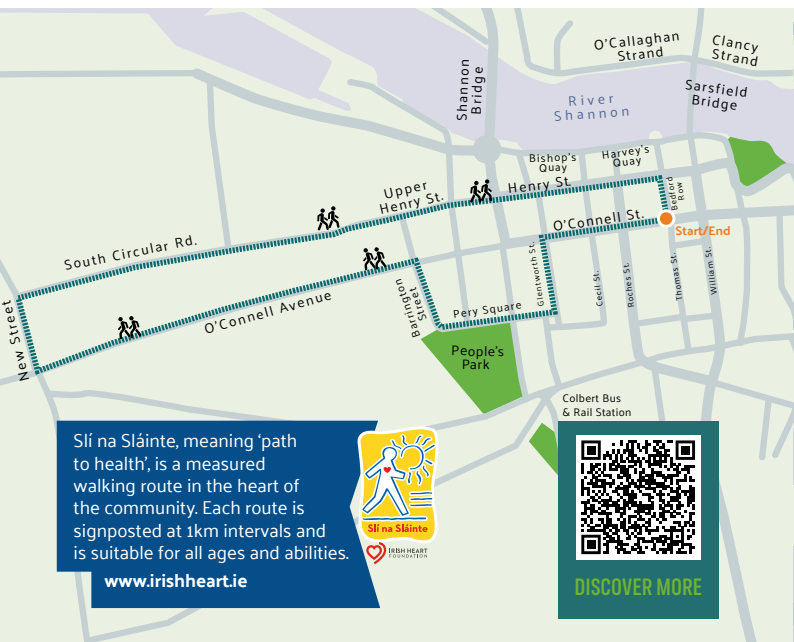 O'Callaghan
Strand
Clancy
Strand
Shannon
Bridge
Sarsfield
Bridge
River
Shannon
Bishop's
Quay
Harvey's
Quay
Upper
Henry St.
Henry St.
Bedford
Row
O'Connell St.
Start/End
South Circular Rd.
Glentworth St.
Cecil St.
Roches St.
Thomas St.
William St.
New Street
O'Connell Avenue
Barrington
Street
Pery Square
People's
Park
Colbert Bus
& Rail Station
Slí na Sláinte, meaning ‘path
to health’, is a measured
walking route in the heart of
the community. Each route is
signposted at 1km intervals and
is suitable for all ages and abilities.
www.irishheart.ie
Slí na Sláinte
IRISH HEART
FOUNDATION
DISCOVER MORE